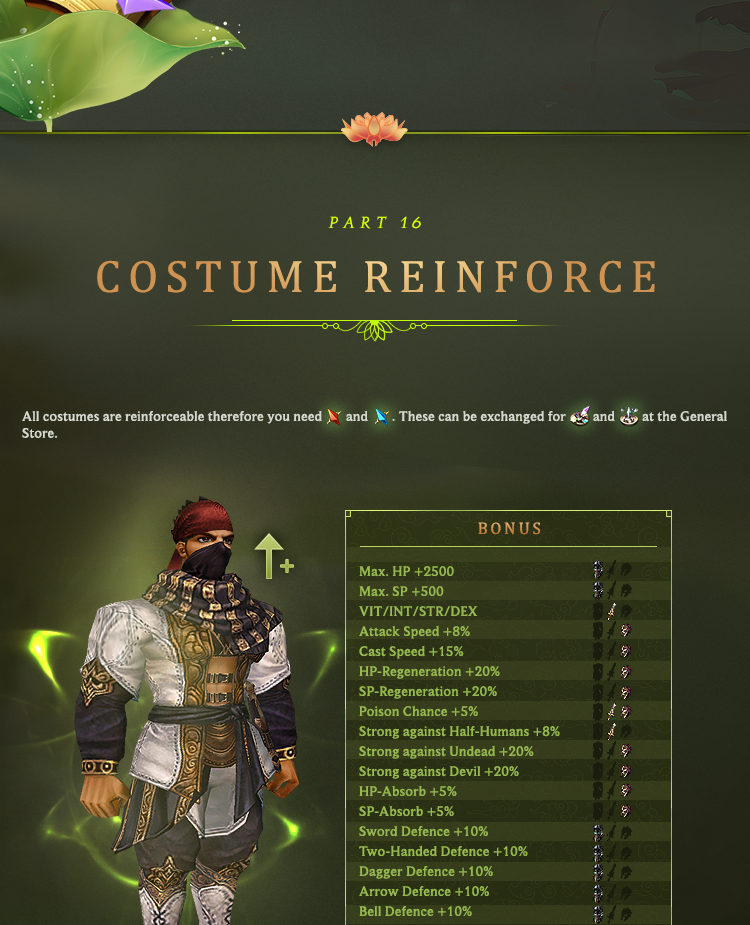 PART 16
COSTUME REINFORCE
All costumes are reinforceable therefore you need and . These can be exchanged for and at the General
Store.
BONUS
Max. HP +2500
Max. SP +500
VIT/INT/STR/DEX
Attack Speed +8%
Cast Speed +15%
HP-Regeneration +20%
SP-Regeneration +20%
Poison Chance +5%
Strong against Half-Humans +8%
Strong against Undead +20%
Strong against Devil +20%
HP-Absorb +5%
SP-Absorb +5%
Sword Defence +10%
Two-Handed Defence +10%
Dagger Defence +10%
Arrow Defence +10%
Bell Defence +10%